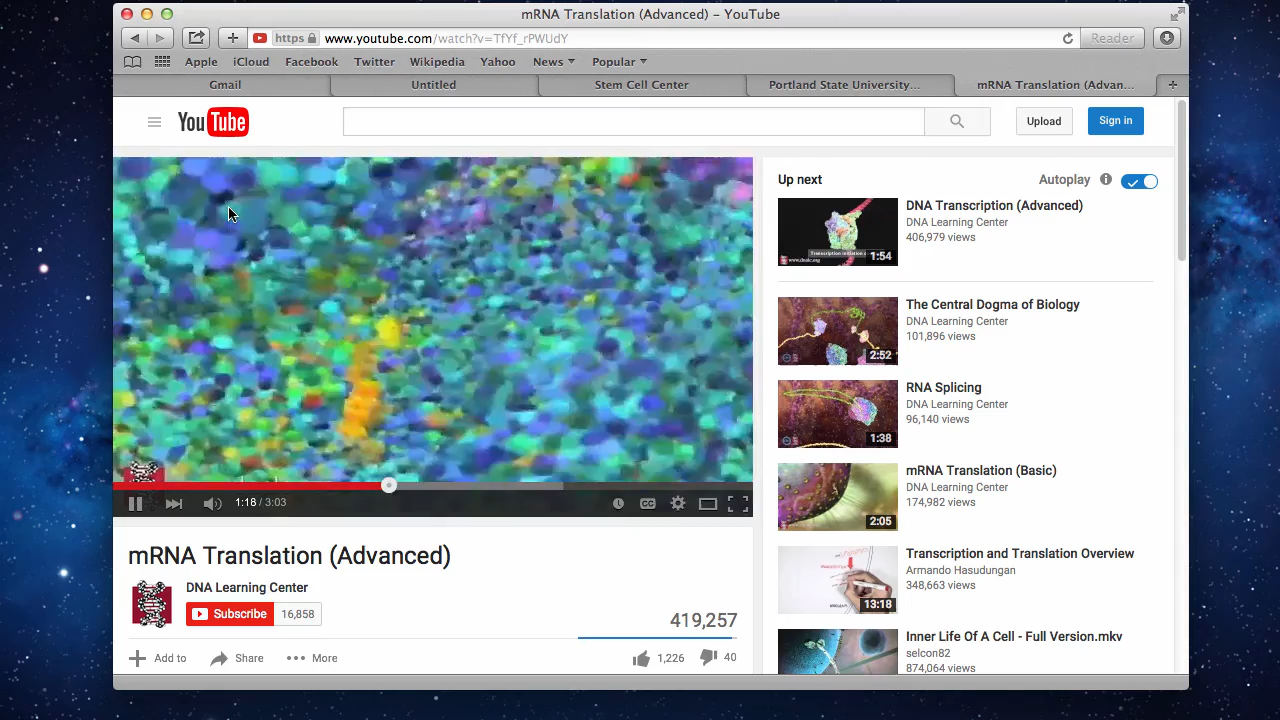 mRNA Translation (Advanced) – YouTube
https www.youtube.com/watch?v=TfYf_rPWUdY
Reader
Apple iCloud Facebook Twitter Wikipedia Yahoo News Popular
Gmail Untitled Stem Cell Center Portland State University... mRNA Translation (Advan...
YouTube
Upload
Sign in
Up next
Autoplay
DNA Transcription (Advanced)
DNA Learning Center
406,979 views
1:54
The Central Dogma of Biology
DNA Learning Center
101,896 views
2:52
RNA Splicing
DNA Learning Center
96,140 views
1:38
mRNA Translation (Basic)
DNA Learning Center
174,982 views
2:05
Transcription and Translation Overview
Armando Hasudungan
348,663 views
13:18
Inner Life Of A Cell - Full Version.mkv
selcon82
874,064 views
1:18 / 3:03
CC
mRNA Translation (Advanced)
DNA Learning Center
Subscribe 16,858
419,257
Add to Share More
1,226 40